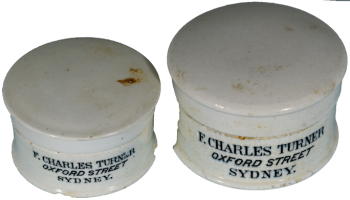 F. CHARLES TURNER
OXFORD STREET
SYDNEY.
F. CHARLES TURNER
OXFORD STREET
SYDNEY.